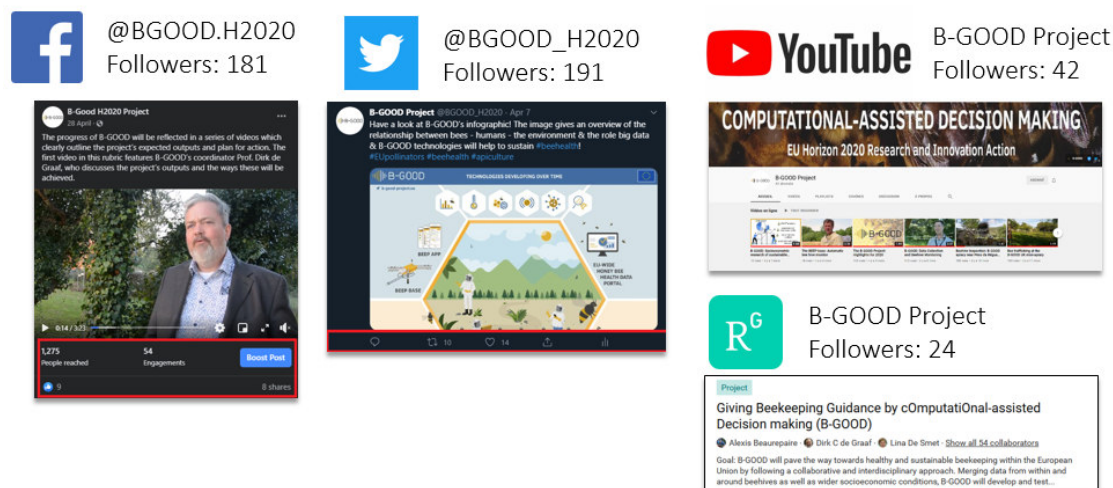 @BGOOD.H2020
Followers: 181
B-Good H2020 Project
28 April
The progress of B-GOOD will be reflected in a series of videos which
clearly outline the project's expected outputs and plan for action. The
first video in this rubric features B-GOOD's coordinator Prof. Dirk de
Graaf, who discusses the project's outputs and the ways these will be
achieved.
0:14 / 3:23
1,275
People reached
54
Engagements
Boost Post
9
8 shares
@BGOOD_H2020
Followers: 191
B-GOOD Project @BGOOD_H2020 · Apr 7
Have a look at B-GOOD's infographic! The image gives an overview of the
relationship between bees - humans - the environment & the role big data
& B-GOOD technologies will help to sustain #beehealth!
#EUpollinators #beehealth #apiculture
B-GOOD
TECHNOLOGIES DEVELOPING OVER TIME
BEEP APP
BEEP BASE
EU-WIDE
HONEY BEE
HEALTH DATA
PORTAL
10
14
YouTube
B-GOOD Project
Followers: 42
COMPUTATIONAL-ASSISTED DECISION MAKING
EU Horizon 2020 Research and Innovation Action
B-GOOD Project
B-GOOD
RG
B-GOOD Project
Followers: 24
Project
Giving Beekeeping Guidance by cOmputatiOnal-assisted
Decision making (B-GOOD)
Alexis Beaurepaire · Dirk C de Graaf · Lina De Smet · Show all 54 collaborators
Goal: B-GOOD will pave the way towards healthy and sustainable beekeeping within the European
Union by following a collaborative and interdisciplinary approach. Merging data from within and
around beehives as well as wider socioeconomic conditions, B-GOOD will develop and test...